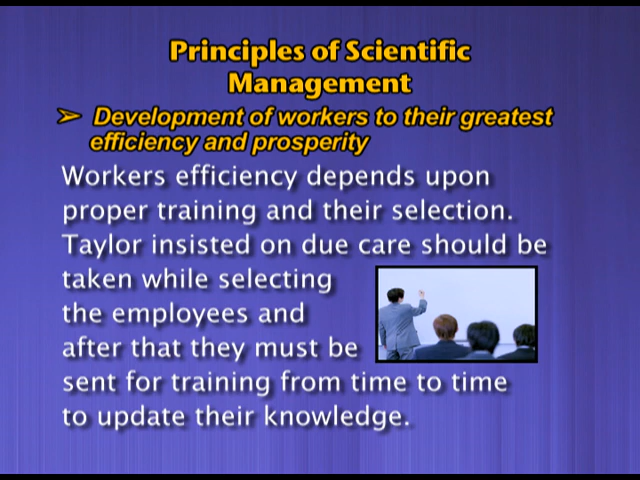 Principles of Scientific
Management
➢ Development of workers to their greatest
efficiency and prosperity
Workers efficiency depends upon
proper training and their selection.
Taylor insisted on due care should be
taken while selecting
the employees and
after that they must be
sent for training from time to time
to update their knowledge.